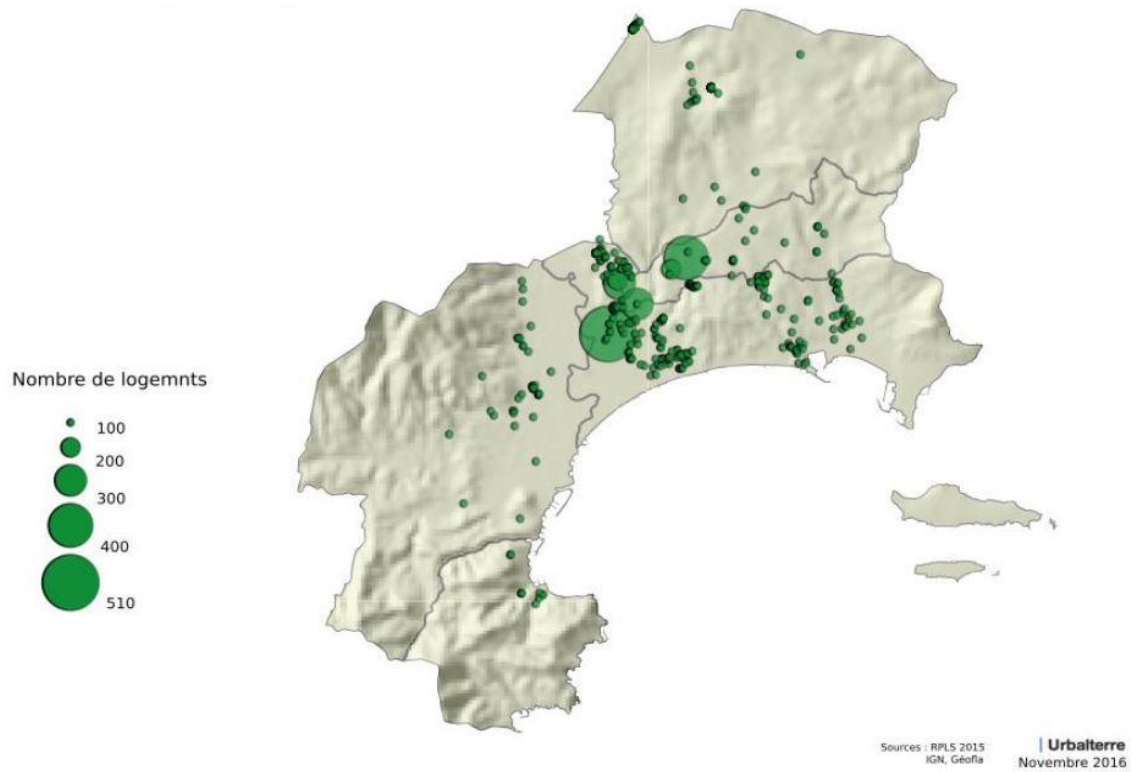 Nombre de logemnts
100
200
300
400
510
Sources : RPLS 2015
IGN, Géofla
Urbalterre
Novembre 2016